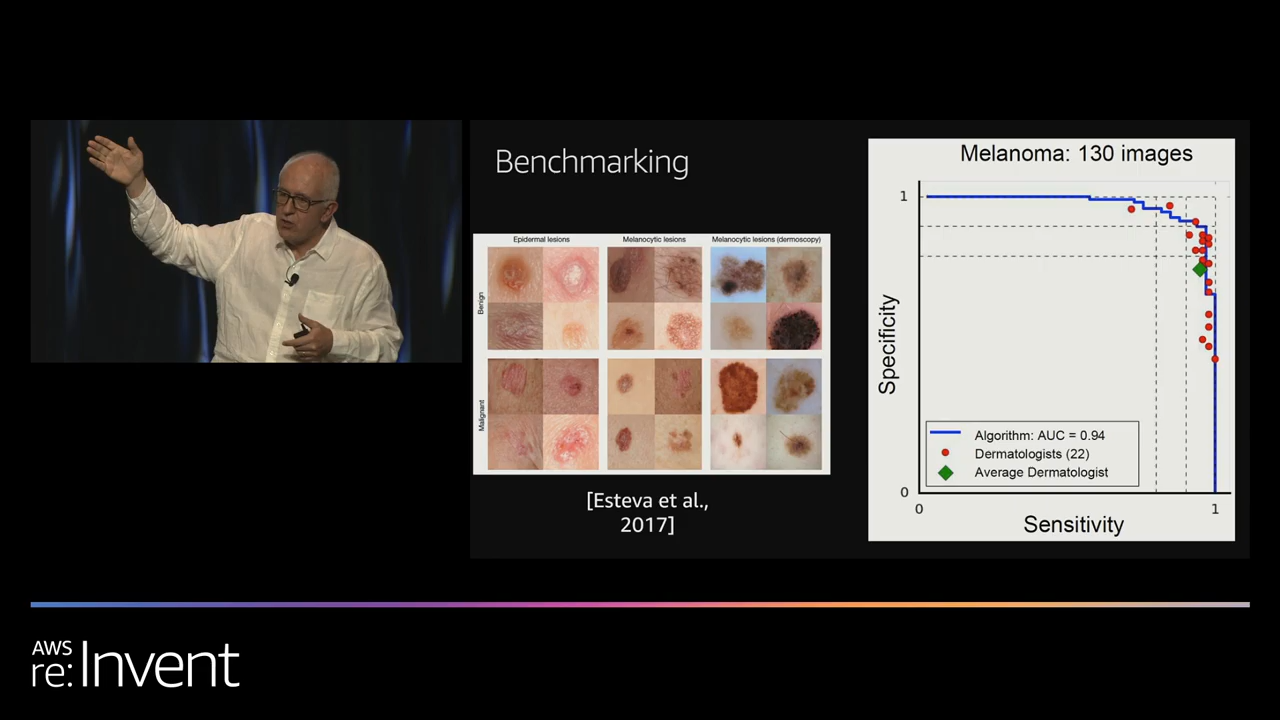 Benchmarking
Epidermal lesions
Melanocytic lesions
Melanocytic lesions (dermoscopy)
Benign
Malignant
[Esteva et al.,
2017]
Melanoma: 130 images
1
Specificity
0
Algorithm: AUC = 0.94
Dermatologists (22)
Average Dermatologist
0
1
Sensitivity
AWS
re:Invent